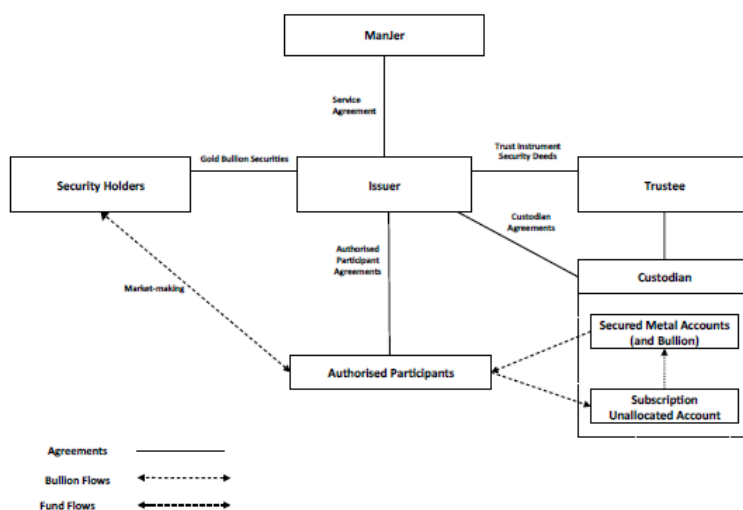 ManJer
Service
Agreement
Gold Bullion Securities
Trust Instrument
Security Deeds
Security Holders
Issuer
Trustee
Custodian
Agreements
Authorised
Participant
Agreements
Custodian
Market-making
Secured Metal Accounts
(and Bullion)
Authorised Participants
Subscription
Unallocated Account
Agreements
Bullion Flows
Fund Flows